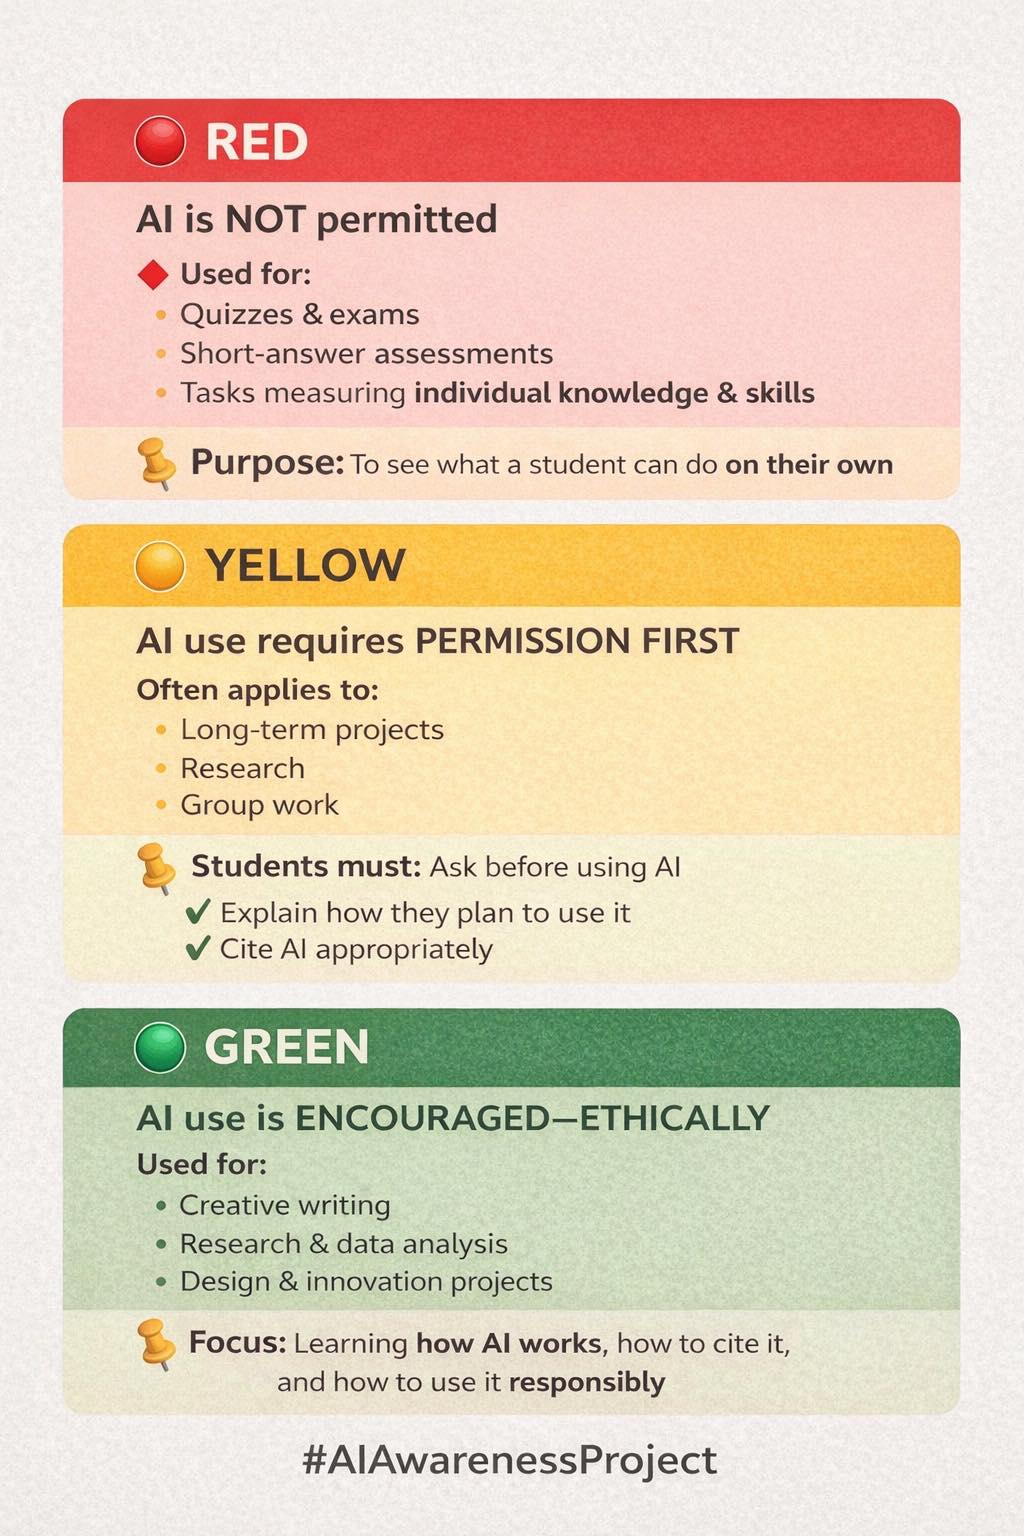 RED
AI is NOT permitted
Used for:
Quizzes & exams
Short-answer assessments
Tasks measuring individual knowledge & skills
Purpose: To see what a student can do on their own
YELLOW
AI use requires PERMISSION FIRST
Often applies to:
Long-term projects
Research
Group work
Students must: Ask before using AI
✔ Explain how they plan to use it
✔ Cite AI appropriately
GREEN
AI use is ENCOURAGED—ETHICALLY
Used for:
Creative writing
Research & data analysis
Design & innovation projects
Focus: Learning how AI works, how to cite it,
and how to use it responsibly
#AIAwarenessProject